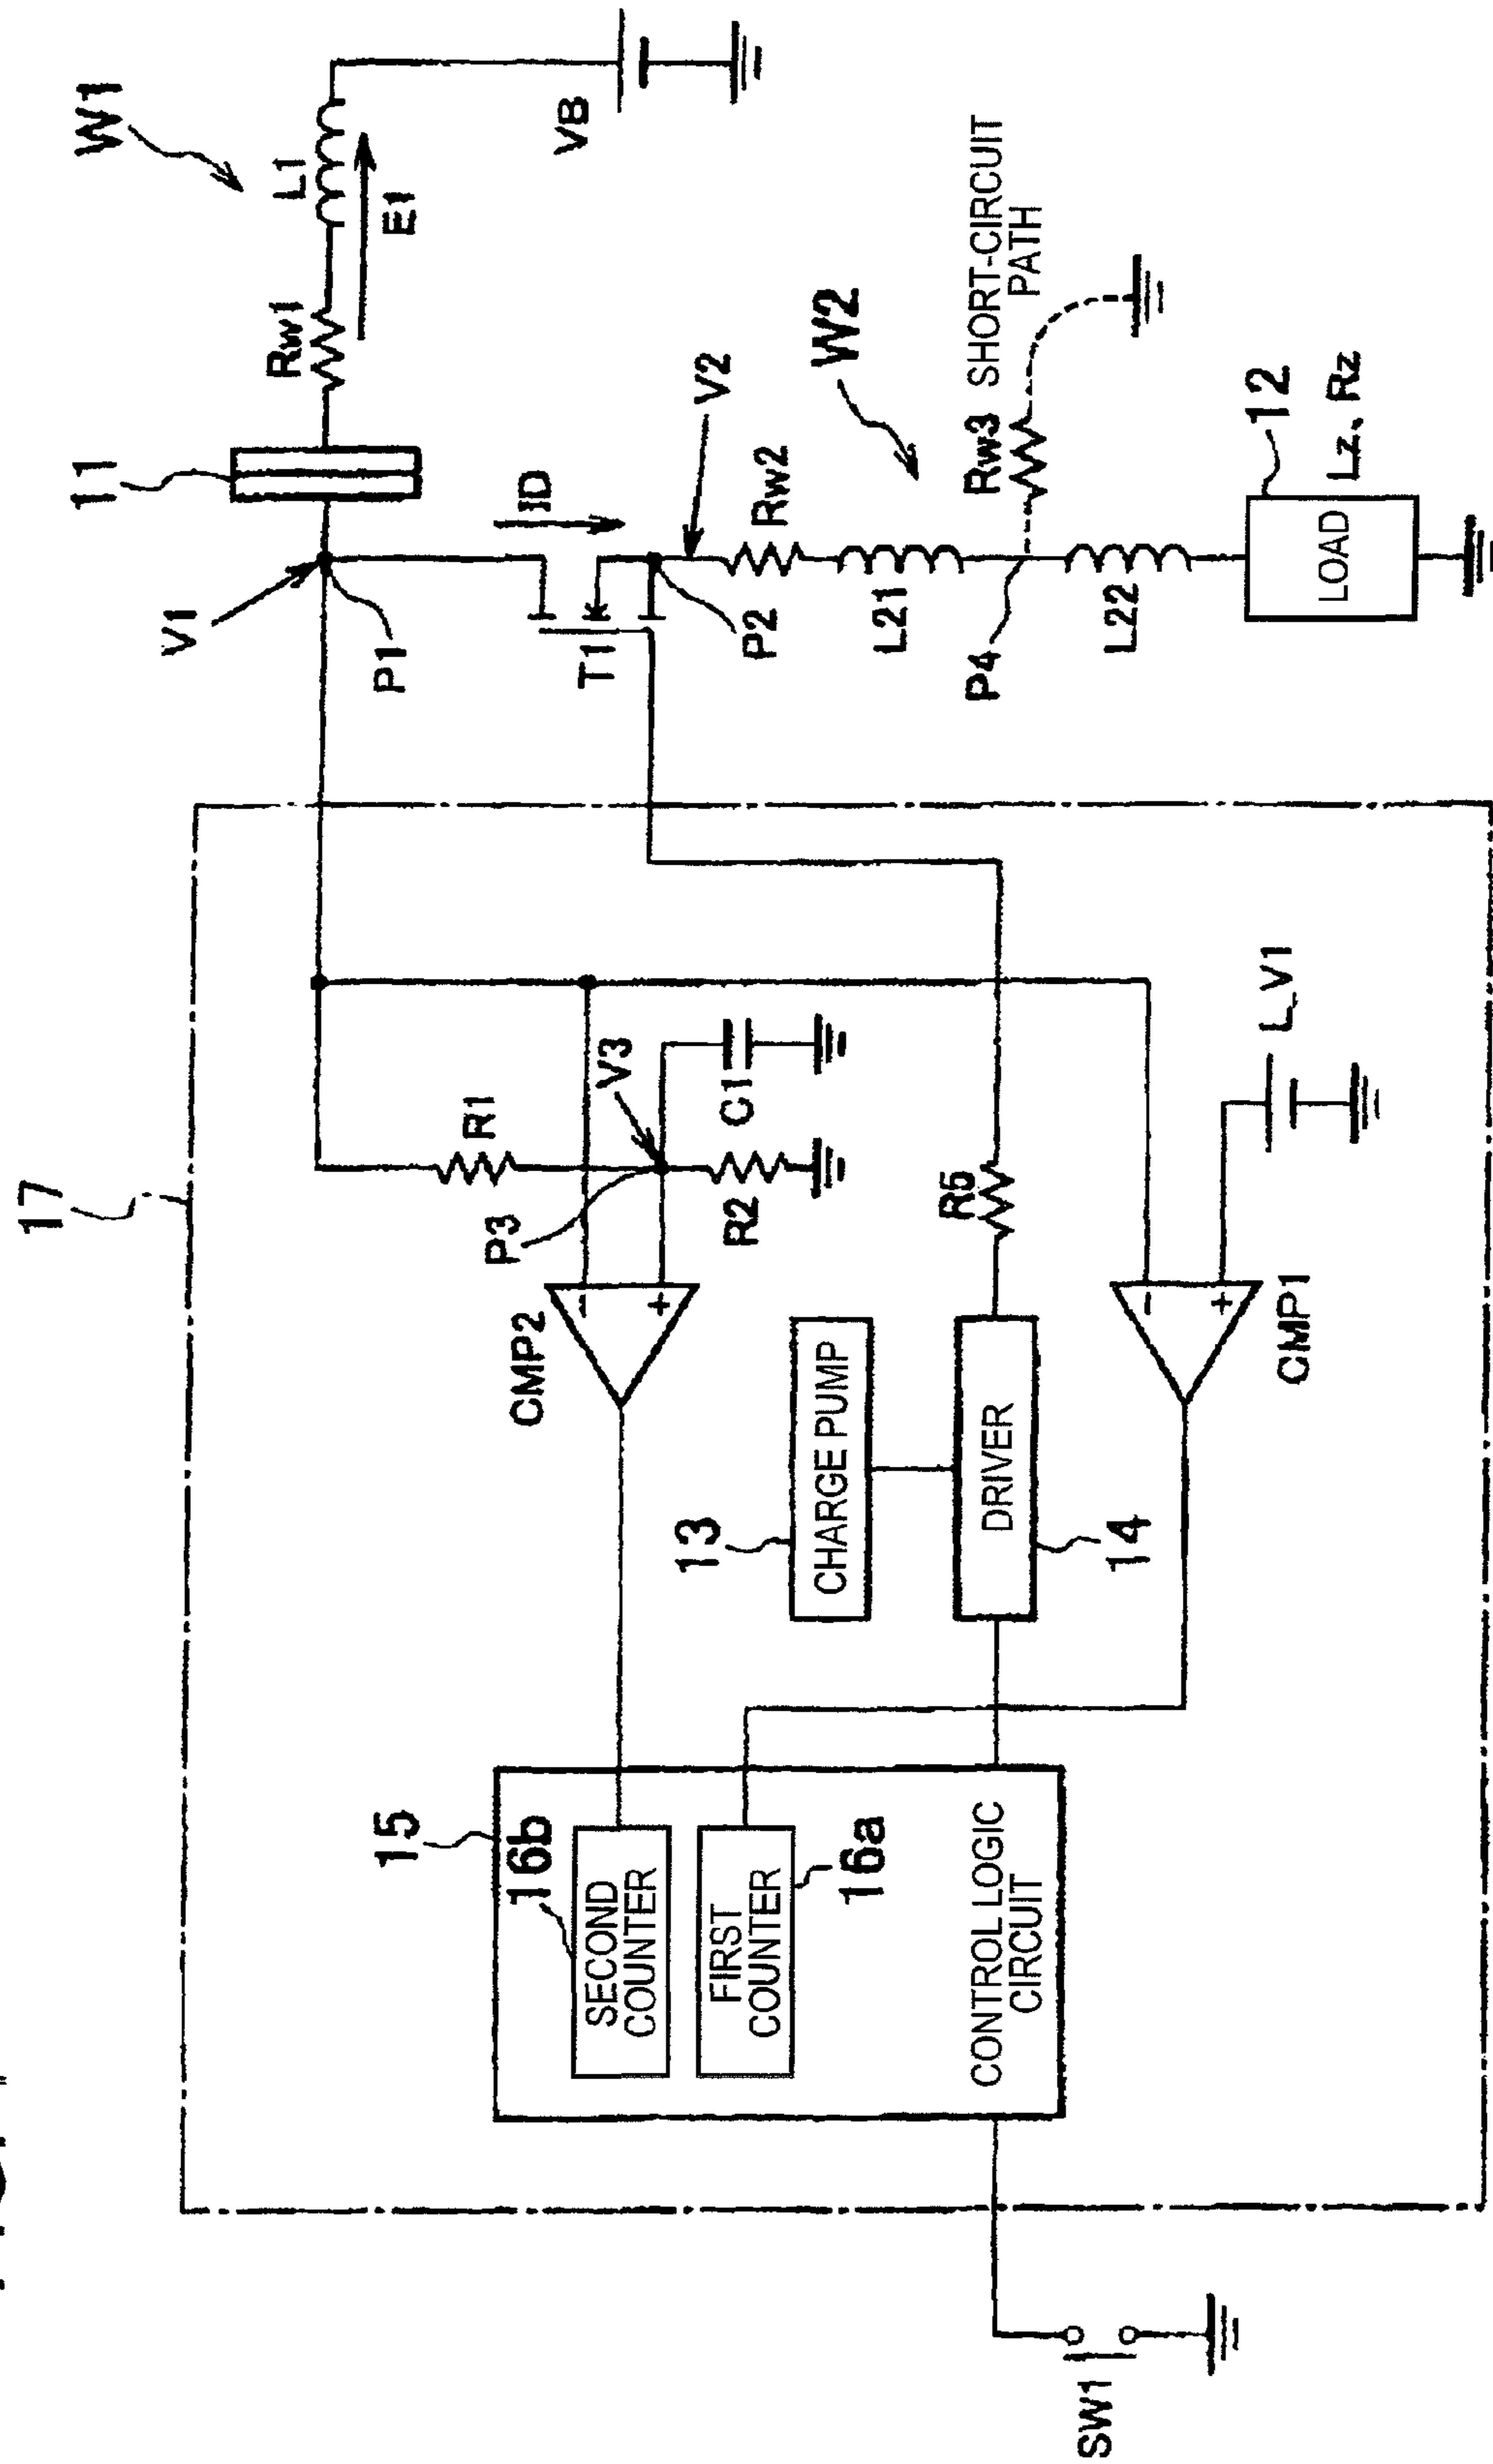 17
11
W1
V1
Rw1
L1
P1
E1
15
16b
CMP2
P3
R1
ID
VB
SECOND
COUNTER
V3
T1
FIRST
COUNTER
13
R2
C1
P2
V2
Rw2
CHARGE PUMP
16a
W2
L21
R5
P4
Rw3
SHORT-CIRCUIT
PATH
CONTROL LOGIC
CIRCUIT
DRIVER
SW1
14
L22
CMP1
L_V1
12
LOAD
Lz、Rz